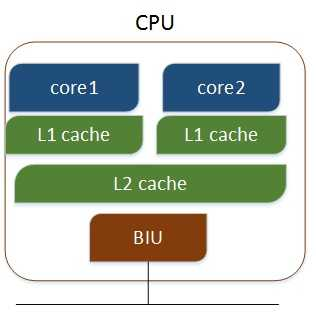 CPU
core1 core2
L1 cache L1 cache
L2 cache
BIU